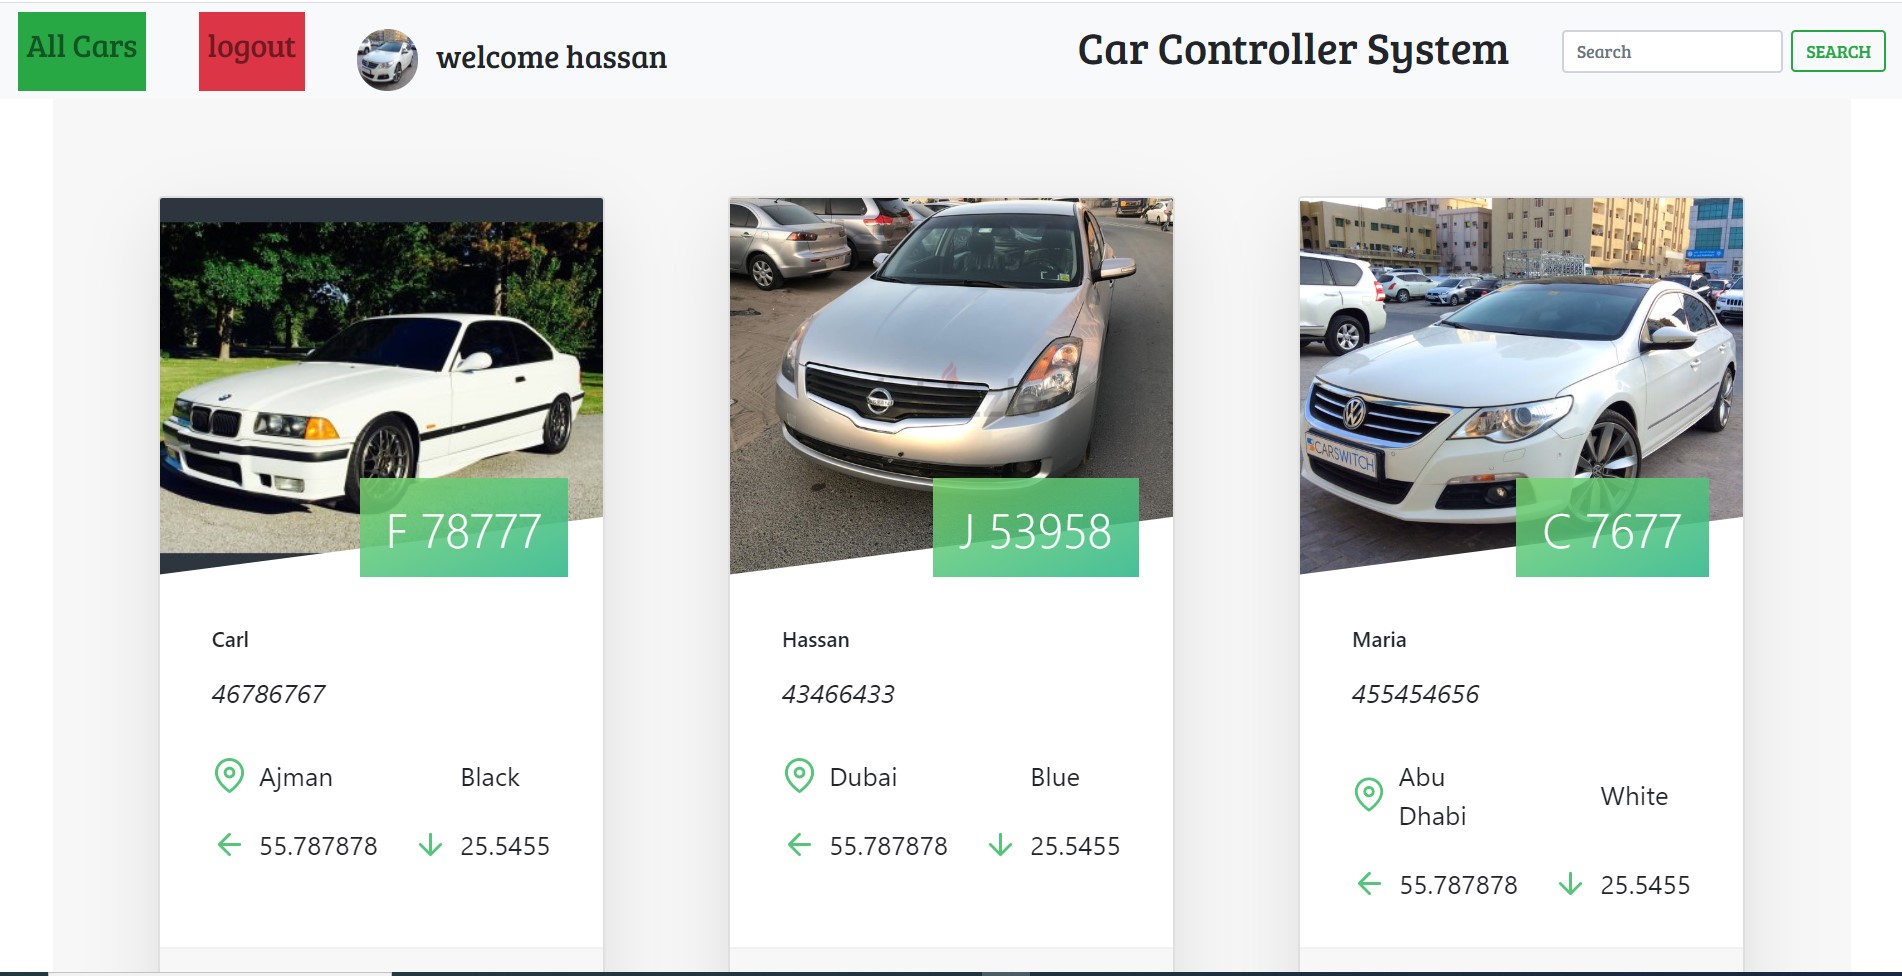 All Cars
logout
welcome hassan
Car Controller System
Search
SEARCH
F 78777
Carl
46786767
Ajman
Black
55.787878
25.5455
J 53958
Hassan
43466433
Dubai
Blue
55.787878
25.5455
CARSWITCH
C 7677
Maria
455454656
Abu
Dhabi
White
55.787878
25.5455